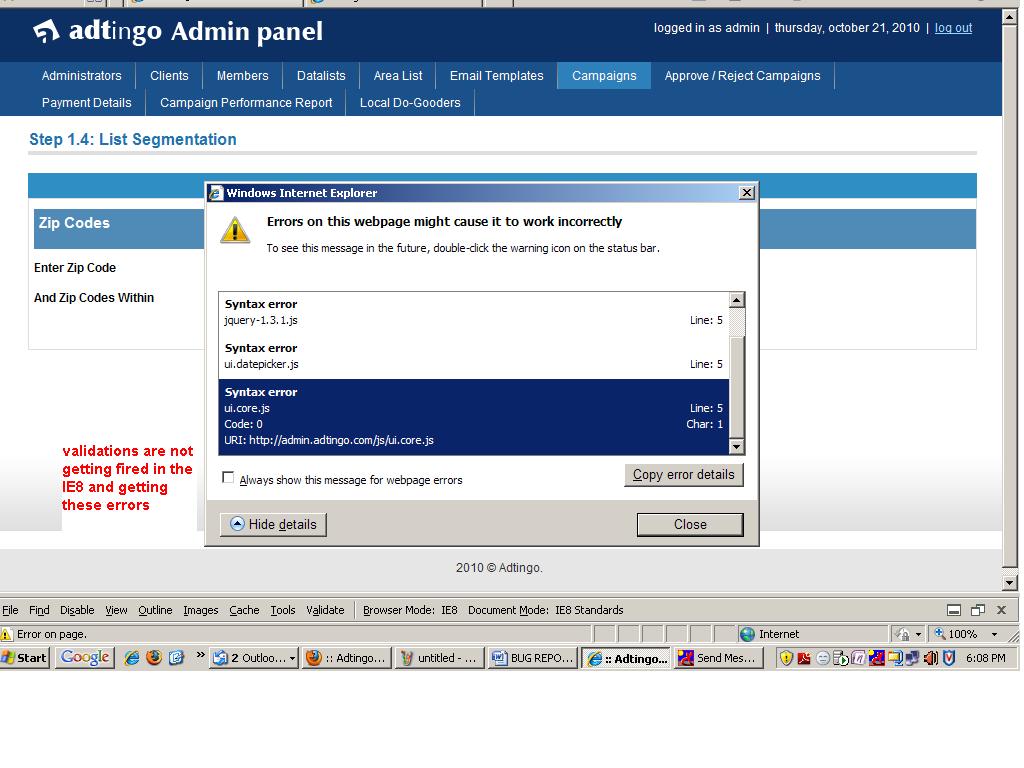 adtingo Admin panel
logged in as admin | thursday, october 21, 2010 | log out
Administrators Clients Members Datalists Area List Email Templates Campaigns Approve / Reject Campaigns
Payment Details Campaign Performance Report Local Do-Gooders
Step 1.4: List Segmentation
Zip Codes
Enter Zip Code
And Zip Codes Within
Windows Internet Explorer
Errors on this webpage might cause it to work incorrectly
To see this message in the future, double-click the warning icon on the status bar.
Syntax error
jquery-1.3.1.js Line: 5
Syntax error
ui.datepicker.js Line: 5
Syntax error
ui.core.js Line: 5
Code: 0 Char: 1
URI: http://admin.adtingo.com/js/ui.core.js
Always show this message for webpage errors
Copy error details
Hide details
Close
validations are not
getting fired in the
IE8 and getting
these errors
2010 © Adtingo.
File Find Disable View Outline Images Cache Tools Validate Browser Mode: IE8 Document Mode: IE8 Standards
Error on page. Internet 100%
Start Google » 2 Outloo... :: Adtingo... untitled - ... BUG REPO... :: Adtingo... Send Mes... 6:08 PM